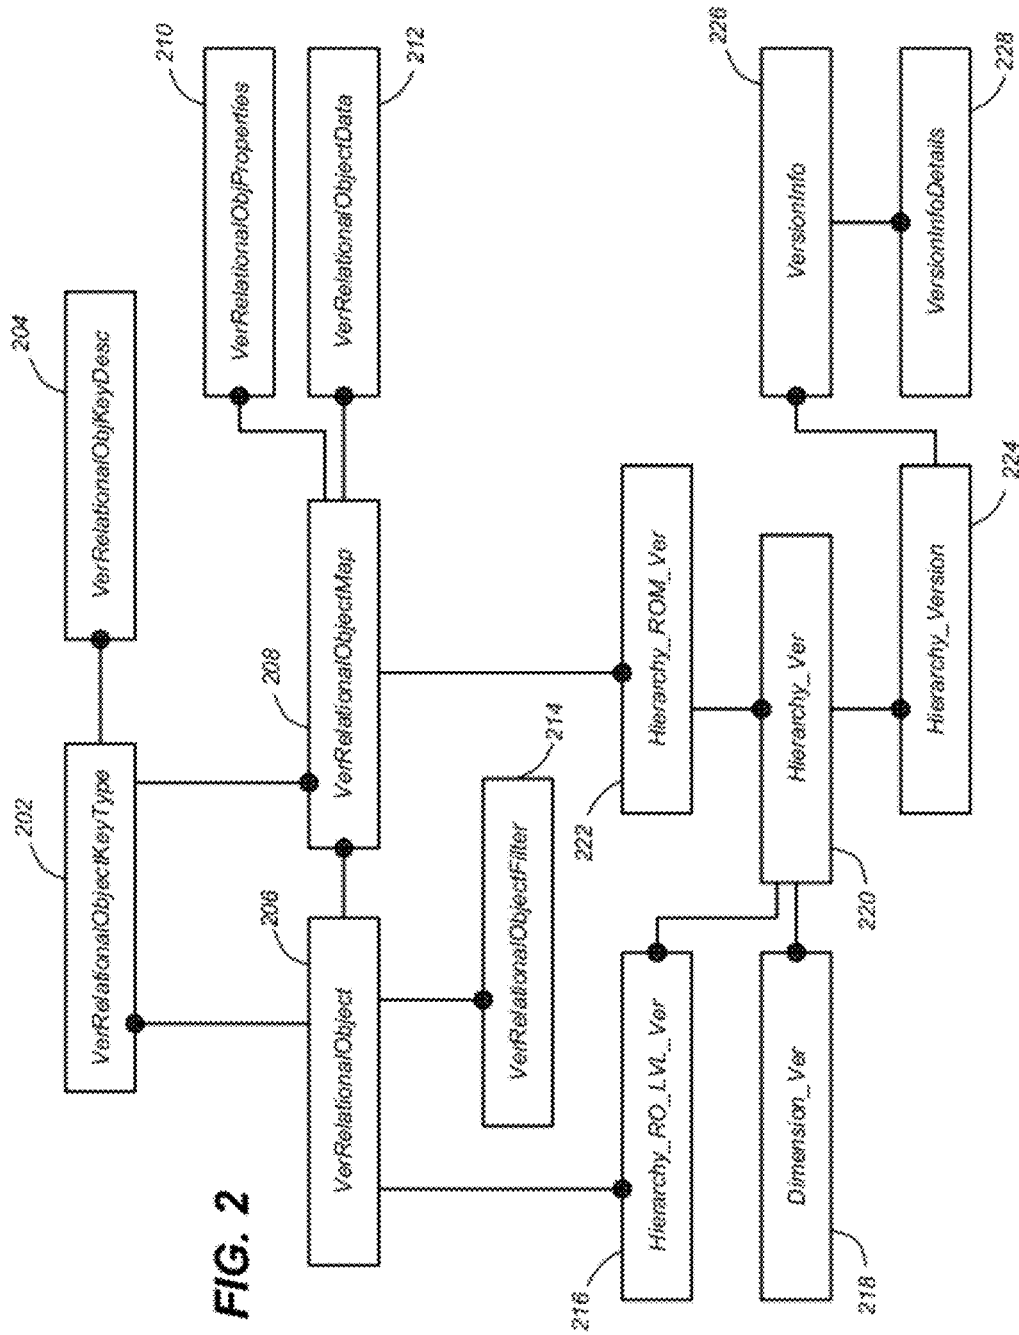 FIG. 2
202
VerRelationalObjectKeyType
204
VerRelationalObjKeyDesc
206
VerRelationalObject
208
VerRelationalObjectMap
210
VerRelationalObjProperties
212
VerRelationalObjectData
214
VerRelationalObjectFilter
216
Hierarchy_RO_LVL_Ver
222
Hierarchy_ROM_Ver
218
Dimension_Ver
220
Hierarchy_Ver
226
VersionInfo
224
Hierarchy_Version
228
VersionInfoDetails